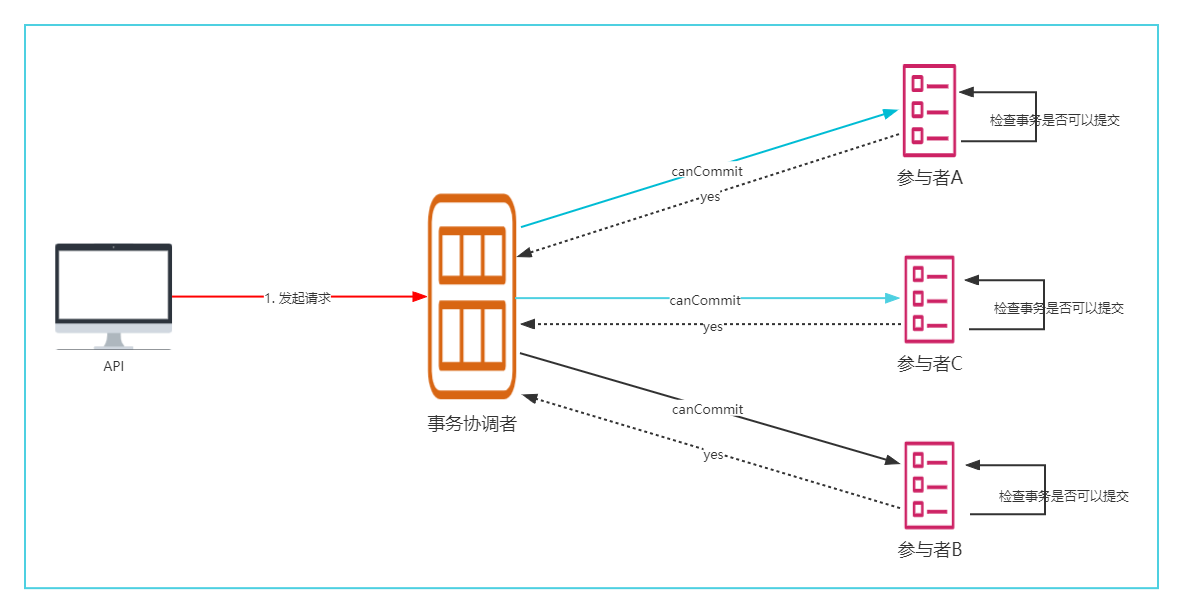 检查事务是否可以提交
canCommit
参与者A
yes
1. 发起请求
canCommit
检查事务是否可以提交
yes
API
参与者C
canCommit
事务协调者
yes
检查事务是否可以提交
参与者B